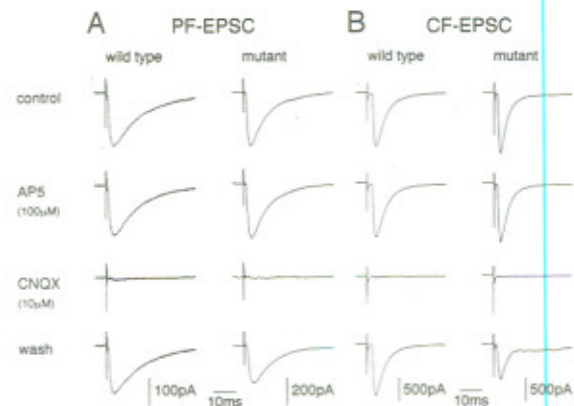 A PF-EPSC B CF-EPSC
wild type mutant wild type mutant
control
AP5
(100µM)
CNQX
(10µM)
wash
100pA 10ms 200pA 500pA 10ms 500pA